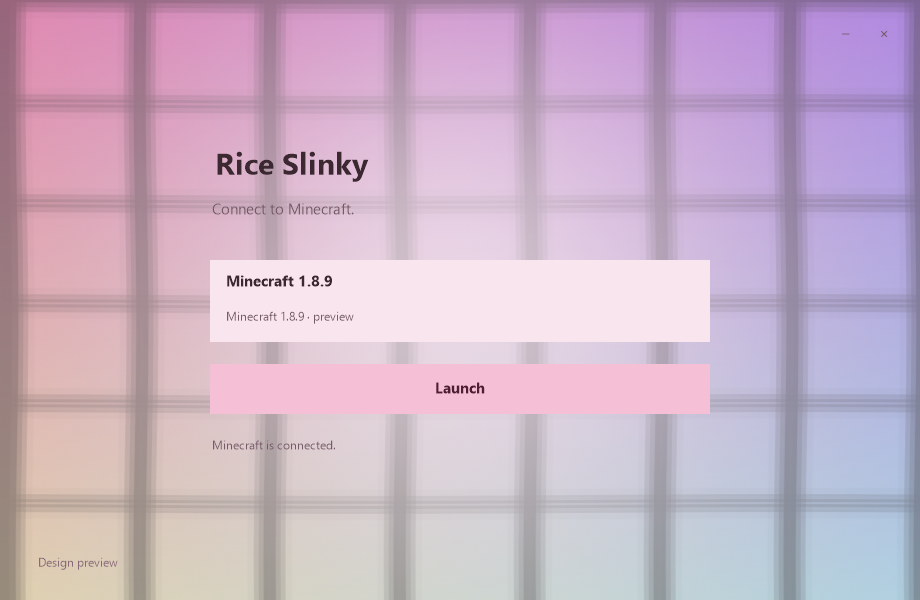 Rice Slinky
Connect to Minecraft.
Minecraft 1.8.9
Minecraft 1.8.9 · preview
Launch
Minecraft is connected.
Design preview